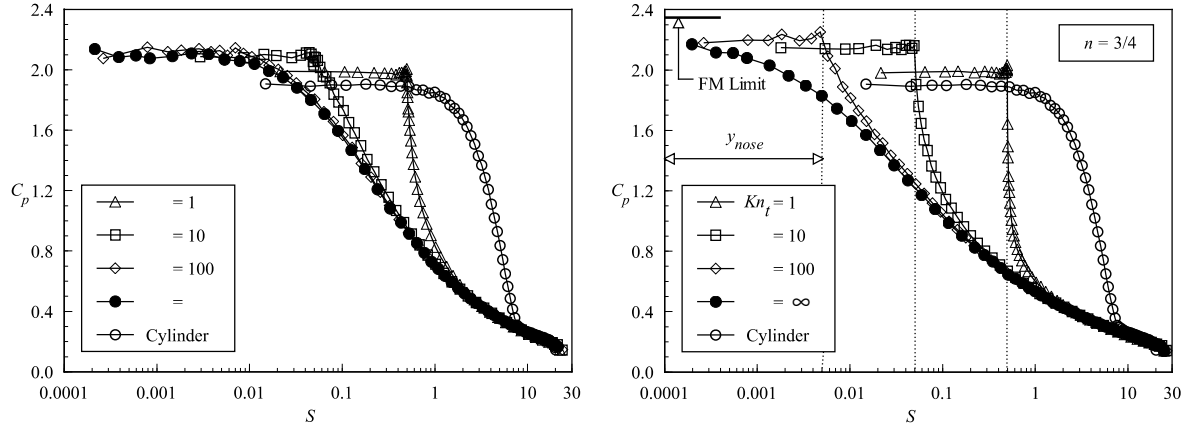 2.4
2.0
1.6
1.2
0.8
0.4
0.0
C_p
0.0001 0.001 0.01 0.1 1 10 30
S
= 1
= 10
= 100
=
Cylinder
2.4
2.0
1.6
1.2
0.8
0.4
0.0
C_p
0.0001 0.001 0.01 0.1 1 10 30
S
n = 3/4
FM Limit
y_nose
Kn_t = 1
= 10
= 100
= ∞
Cylinder